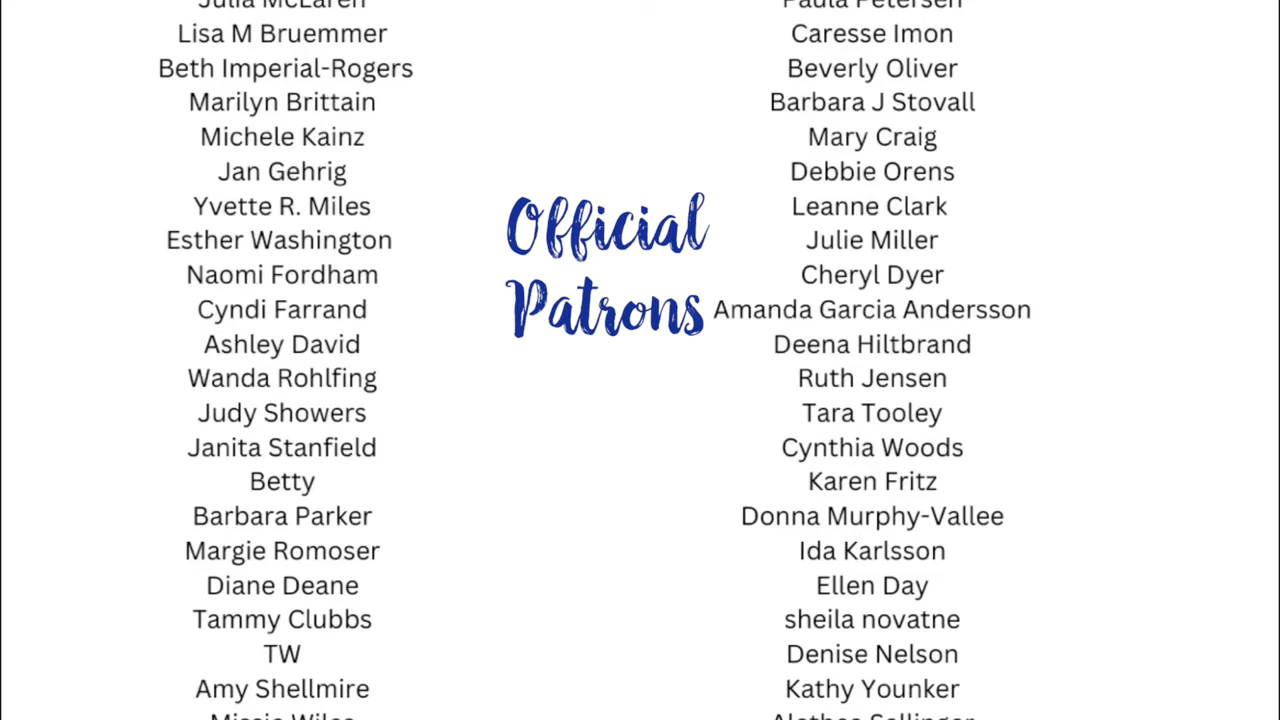 Julia McLaren
Lisa M Bruemmer
Beth Imperial-Rogers
Marilyn Brittain
Michele Kainz
Jan Gehrig
Yvette R. Miles
Esther Washington
Naomi Fordham
Cyndi Farrand
Ashley David
Wanda Rohlfing
Judy Showers
Janita Stanfield
Betty
Barbara Parker
Margie Romoser
Diane Deane
Tammy Clubbs
TW
Amy Shellmire
Official
Patrons
Paula Petersen
Caresse Imon
Beverly Oliver
Barbara J Stovall
Mary Craig
Debbie Orens
Leanne Clark
Julie Miller
Cheryl Dyer
Amanda Garcia Andersson
Deena Hiltbrand
Ruth Jensen
Tara Tooley
Cynthia Woods
Karen Fritz
Donna Murphy-Vallee
Ida Karlsson
Ellen Day
sheila novatne
Denise Nelson
Kathy Younker